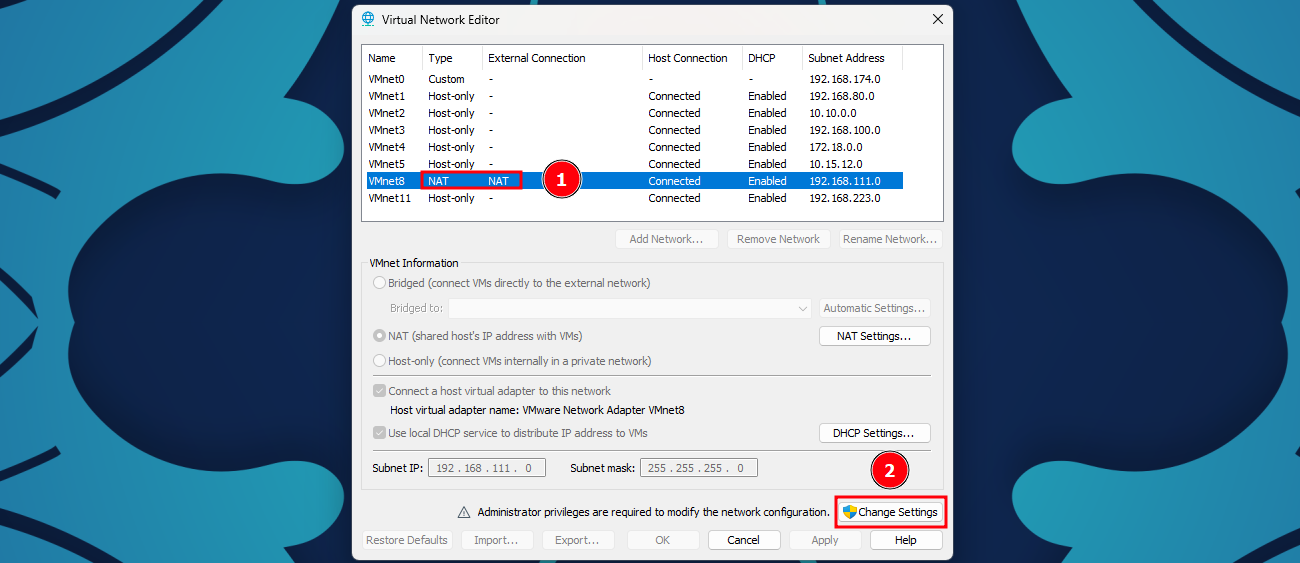 Virtual Network Editor
Name Type External Connection Host Connection DHCP Subnet Address
VMnet0 Custom - - - 192.168.174.0
VMnet1 Host-only - Connected Enabled 192.168.80.0
VMnet2 Host-only - Connected Enabled 10.10.0.0
VMnet3 Host-only - Connected Enabled 192.168.100.0
VMnet4 Host-only - Connected Enabled 172.18.0.0
VMnet5 Host-only - Connected Enabled 10.15.12.0
VMnet8 NAT NAT 1 Connected Enabled 192.168.111.0
VMnet11 Host-only - Connected Enabled 192.168.223.0
Add Network... Remove Network Rename Network...
VMnet Information
Bridged (connect VMs directly to the external network)
Bridged to: Automatic Settings...
NAT (shared host's IP address with VMs) NAT Settings...
Host-only (connect VMs internally in a private network)
Connect a host virtual adapter to this network
Host virtual adapter name: VMware Network Adapter VMnet8
Use local DHCP service to distribute IP address to VMs DHCP Settings...
Subnet IP: 192 . 168 . 111 . 0 Subnet mask: 255 . 255 . 255 . 0 2
Administrator privileges are required to modify the network configuration. Change Settings
Restore Defaults Import... Export... OK Cancel Apply Help